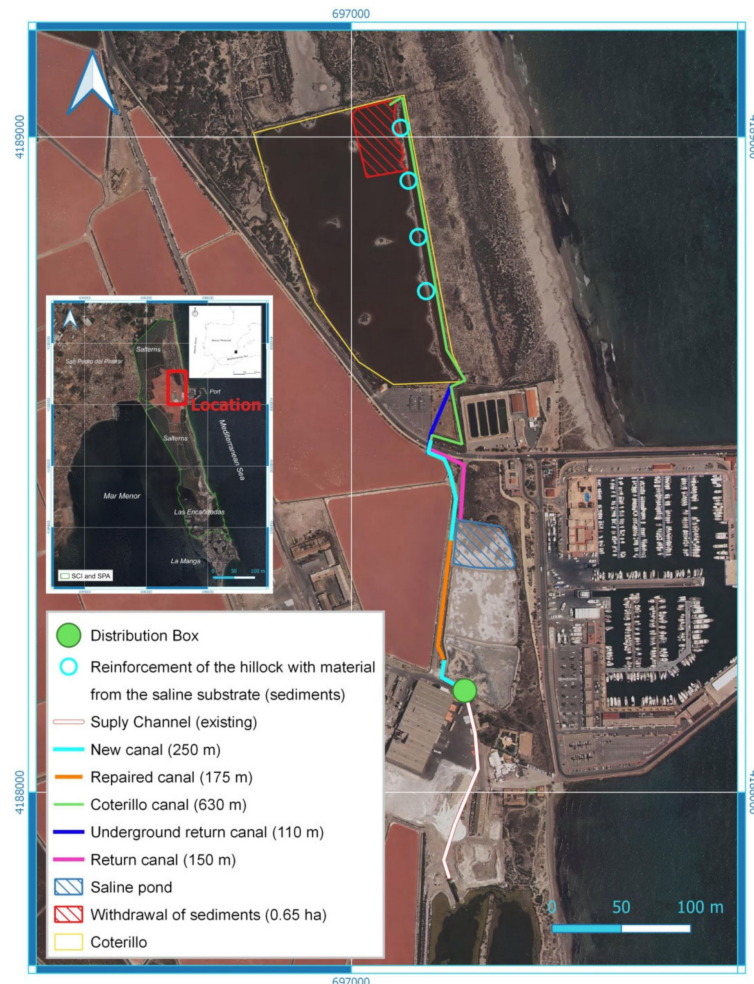 697000
4189000
4189000
San Pedro del Pinatar
Salterns
Port
Location
Salterns
Mediterranean Sea
Mar Menor
Las Encañizadas
La Manga
SCI and SPA
0 50 100 m
Distribution Box
Reinforcement of the hillock with material
from the saline substrate (sediments)
Suply Channel (existing)
New canal (250 m)
Repaired canal (175 m)
Coterillo canal (630 m)
Underground return canal (110 m)
Return canal (150 m)
Saline pond
Withdrawal of sediments (0.65 ha)
Coterillo
4188000
4188000
0 50 100 m
697000